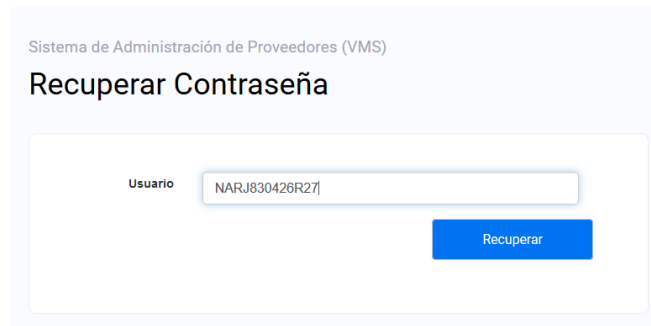 Sistema de Administración de Proveedores (VMS)
Recuperar Contraseña
Usuario NARJ830426R27
Recuperar